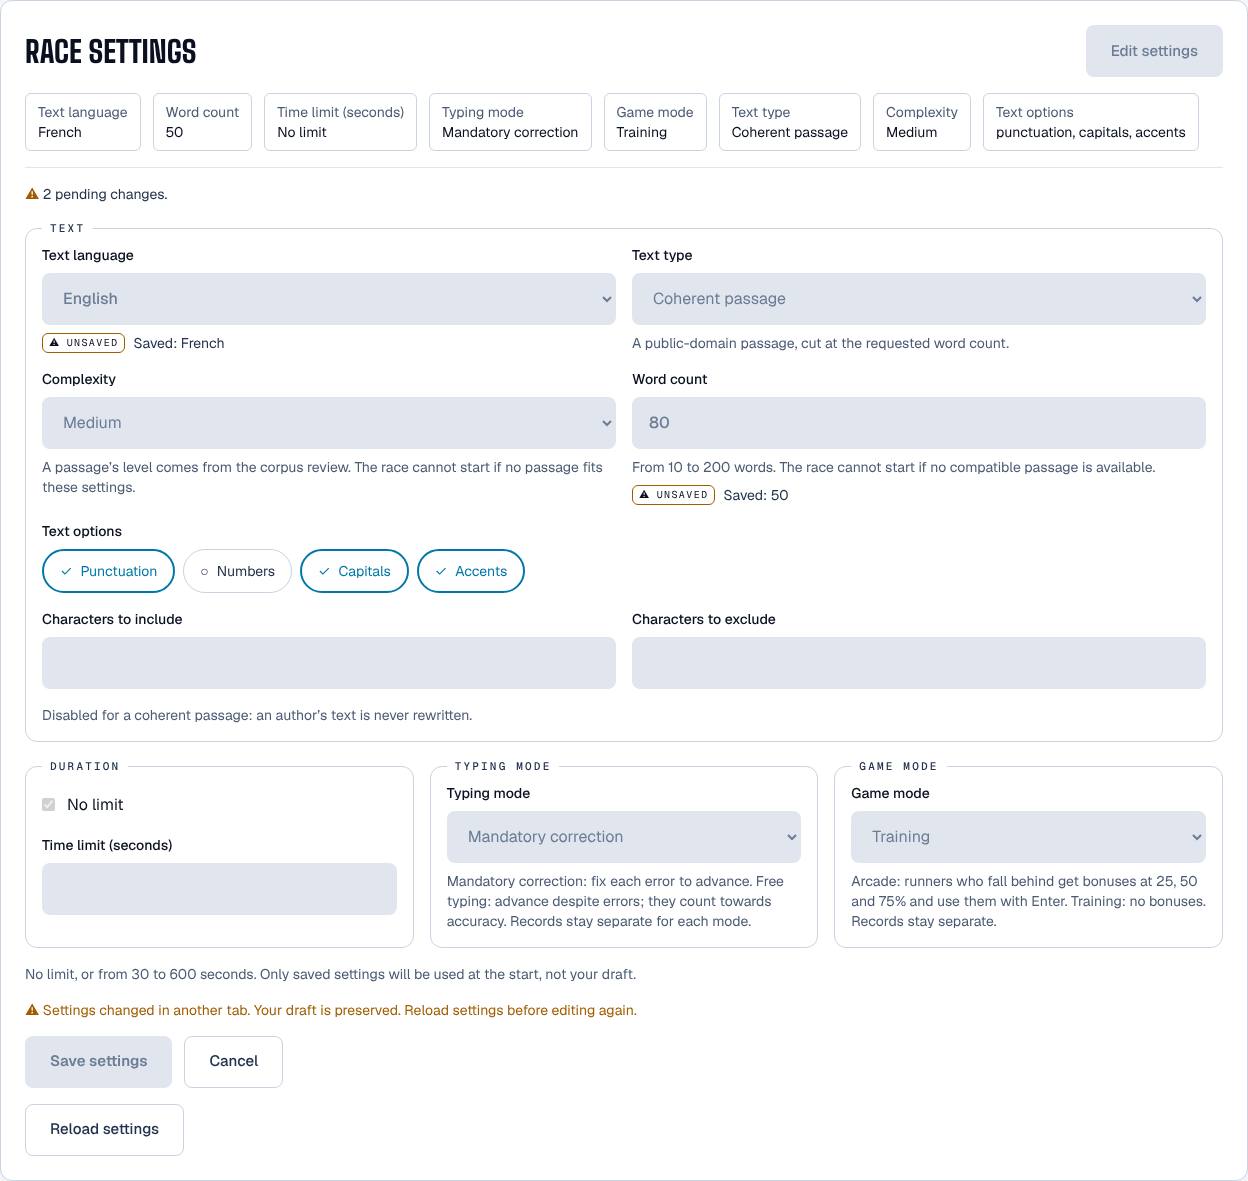 RACE SETTINGS
Edit settings
Text language
French
Word count
50
Time limit (seconds)
No limit
Typing mode
Mandatory correction
Game mode
Training
Text type
Coherent passage
Complexity
Medium
Text options
punctuation, capitals, accents
2 pending changes.
TEXT
Text language
English
UNSAVED Saved: French
Text type
Coherent passage
A public-domain passage, cut at the requested word count.
Complexity
Medium
A passage’s level comes from the corpus review. The race cannot start if no passage fits
these settings.
Word count
80
From 10 to 200 words. The race cannot start if no compatible passage is available.
UNSAVED Saved: 50
Text options
Punctuation
Numbers
Capitals
Accents
Characters to include
Characters to exclude
Disabled for a coherent passage: an author’s text is never rewritten.
DURATION
No limit
Time limit (seconds)
TYPING MODE
Typing mode
Mandatory correction
Mandatory correction: fix each error to advance. Free
typing: advance despite errors; they count towards
accuracy. Records stay separate for each mode.
GAME MODE
Game mode
Training
Arcade: runners who fall behind get bonuses at 25, 50
and 75% and use them with Enter. Training: no bonuses.
Records stay separate.
No limit, or from 30 to 600 seconds. Only saved settings will be used at the start, not your draft.
Settings changed in another tab. Your draft is preserved. Reload settings before editing again.
Save settings
Cancel
Reload settings